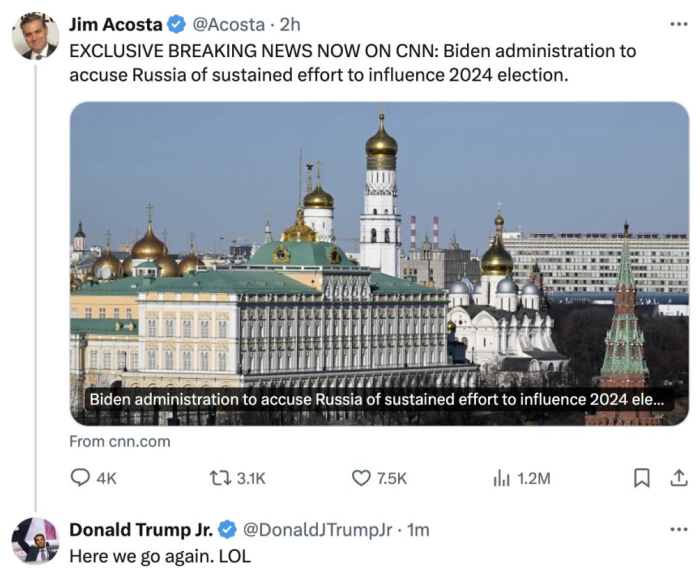 Jim Acosta @Acosta · 2h
EXCLUSIVE BREAKING NEWS NOW ON CNN: Biden administration to
accuse Russia of sustained effort to influence 2024 election.
Biden administration to accuse Russia of sustained effort to influence 2024 ele...
From cnn.com
4K 3.1K 7.5K 1.2M
Donald Trump Jr. @DonaldJTrumpJr · 1m
Here we go again. LOL